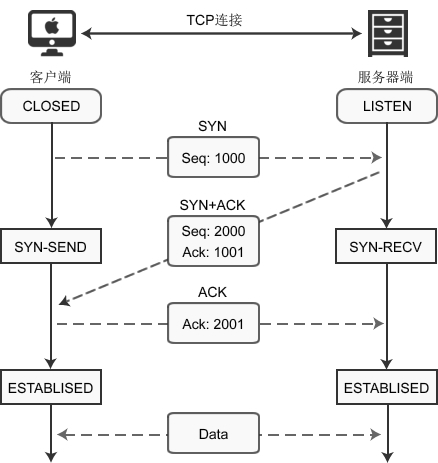 TCP连接
客户端
服务器端
CLOSED
LISTEN
SYN
Seq: 1000
SYN+ACK
Seq: 2000
Ack: 1001
SYN-SEND
SYN-RECV
ACK
Ack: 2001
ESTABLISED
ESTABLISED
Data